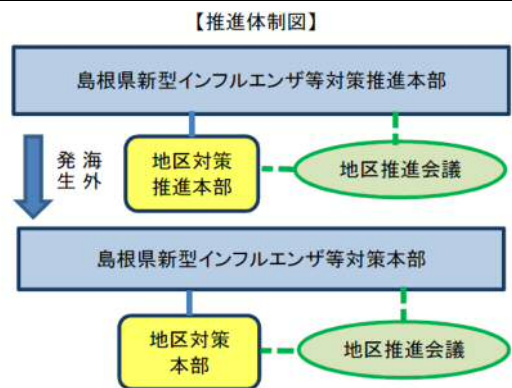 【推進体制図】
島根県新型インフルエンザ等対策推進本部
海外
発生
地区対策
推進本部
地区推進会議
島根県新型インフルエンザ等対策本部
地区対策
本部
地区推進会議